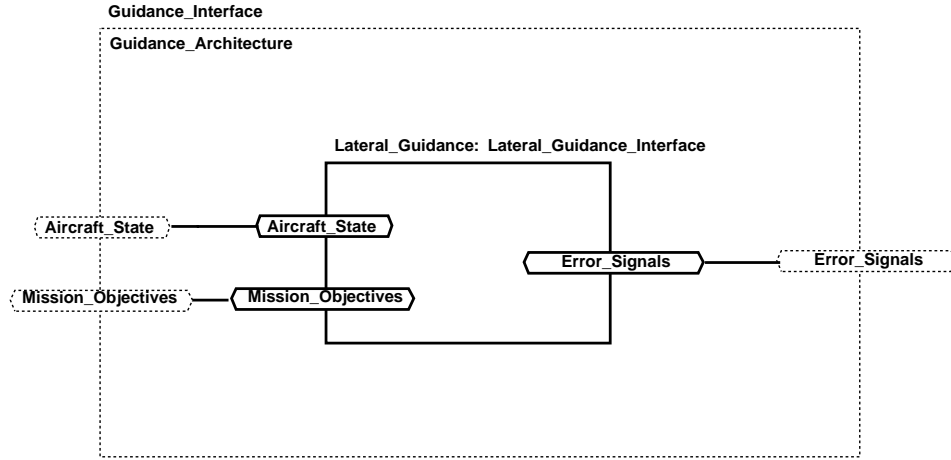 Guidance_Interface
Guidance_Architecture
Lateral_Guidance: Lateral_Guidance_Interface
Aircraft_State
Aircraft_State
Error_Signals
Error_Signals
Mission_Objectives
Mission_Objectives